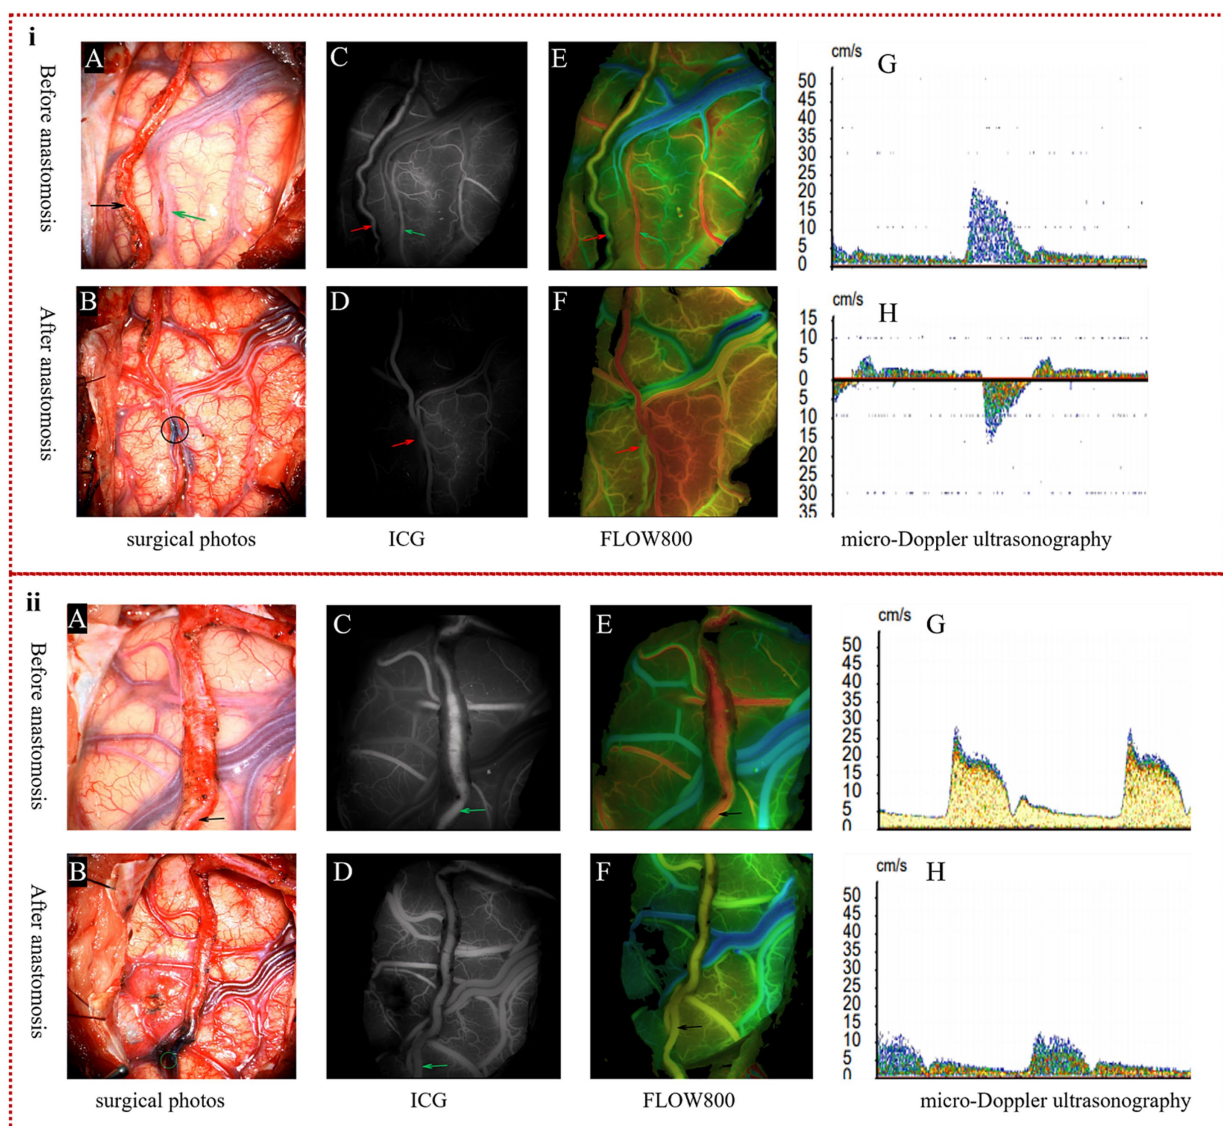 i
Before anastomosis
A
C
E
cm/s
G
50
45
40
35
30
25
20
15
10
5
0
After anastomosis
B
D
F
cm/s
H
15
10
5
0
5
10
15
20
30
35
surgical photos
ICG
FLOW800
micro-Doppler ultrasonography
ii
Before anastomosis
A
C
E
cm/s
G
50
45
40
35
30
25
20
15
10
5
0
After anastomosis
B
D
F
cm/s
H
50
45
40
35
30
25
20
15
10
5
0
surgical photos
ICG
FLOW800
micro-Doppler ultrasonography